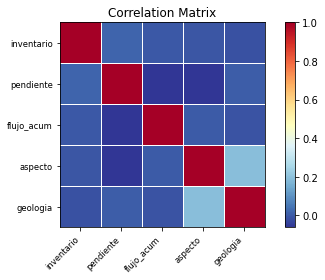 Correlation Matrix
inventario
pendiente
flujo_acum
aspecto
geologia
inventario
pendiente
flujo_acum
aspecto
geologia
1.0
0.8
0.6
0.4
0.2
0.0